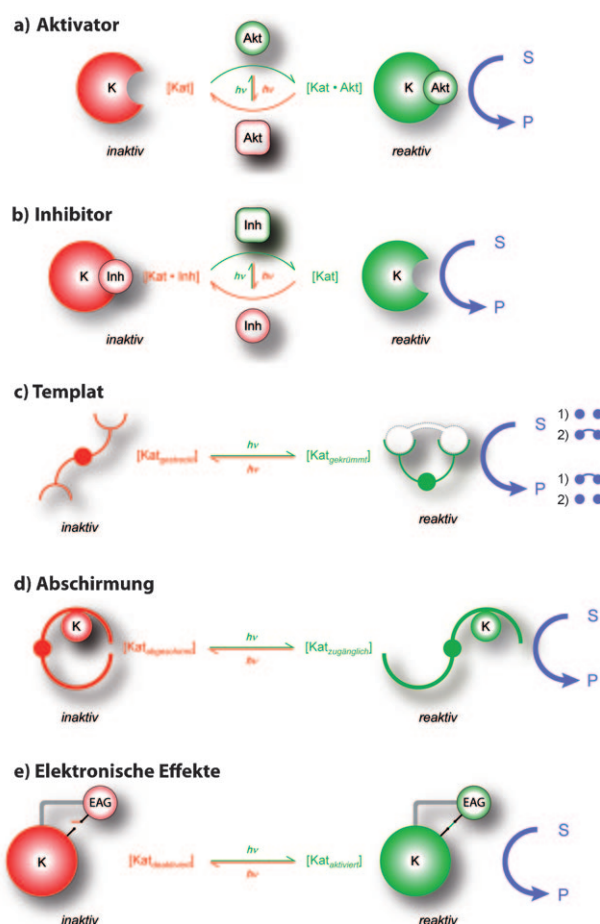 a) Aktivator
Akt
K [Kat] hν hν [Kat • Akt] K Akt S
Akt P
inaktiv reaktiv
b) Inhibitor
Inh
K Inh [Kat • Inh] hν hν [Kat] K S
Inh P
inaktiv reaktiv
c) Templat
1)
S 2)
[Katgestreckt] hν hν [Katgekrümmt]
1)
P 2)
inaktiv reaktiv
d) Abschirmung
K K S
[Katabgeschirmt] hν hν [Katzugänglich]
P
inaktiv reaktiv
e) Elektronische Effekte
EAG EAG
S
K [Katdeaktiviert] hν hν [Kataktiviert] K
P
inaktiv reaktiv